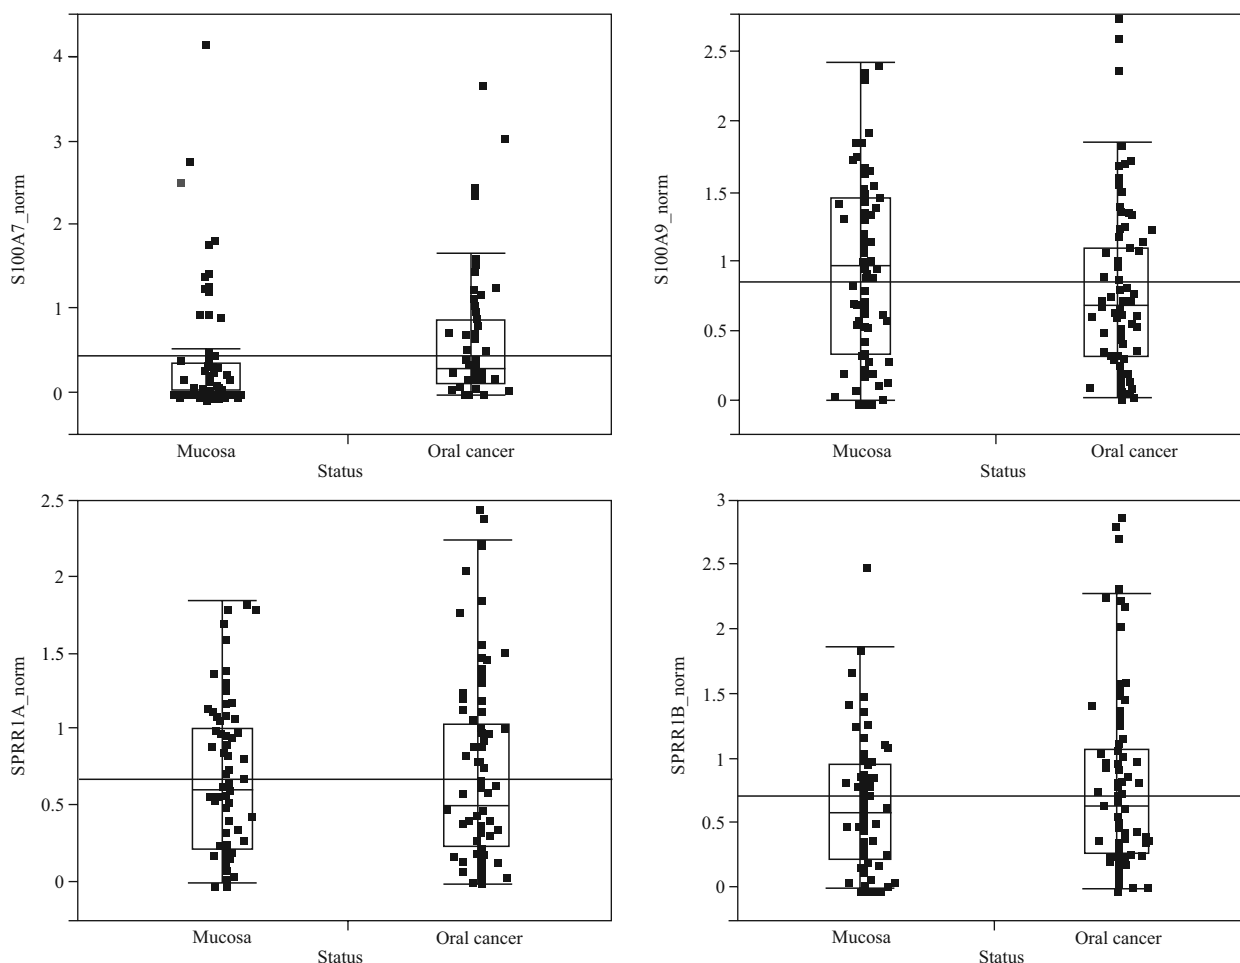 4
3
2
1
0
S100A7_norm
Mucosa
Oral cancer
Status
2.5
2
1.5
1
0.5
0
S100A9_norm
Mucosa
Oral cancer
Status
2.5
2
1.5
1
0.5
0
SPRR1A_norm
Mucosa
Oral cancer
Status
3
2.5
2
1.5
1
0.5
0
SPRR1B_norm
Mucosa
Oral cancer
Status